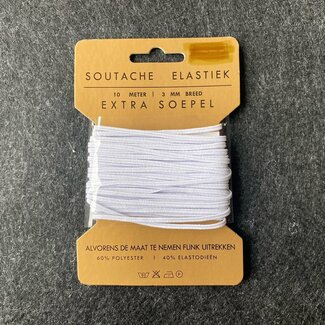 SOUTACHE ELASTIEK
10 METER | 3 MM BREED
EXTRA SOEPEL
ALVORENS DE MAAT TE NEMEN FLINK UITREKKEN
60% POLYESTER | 40% ELASTODIEËN